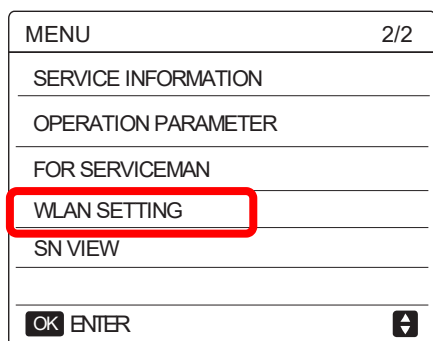 MENU 2/2
SERVICE INFORMATION
OPERATION PARAMETER
FOR SERVICEMAN
WLAN SETTING
SN VIEW
OK ENTER